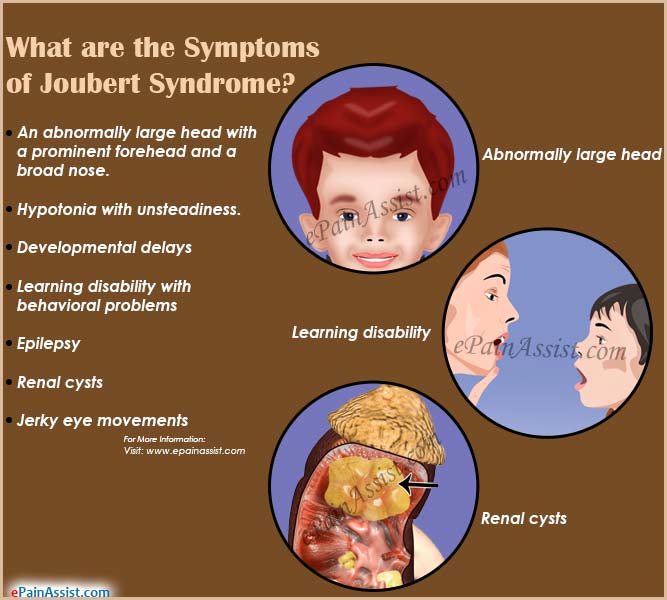 What are the Symptoms
of Joubert Syndrome?
• An abnormally large head with
a prominent forehead and a
broad nose.
• Hypotonia with unsteadiness.
• Developmental delays
• Learning disability with
behavioral problems
• Epilepsy
• Renal cysts
• Jerky eye movements
For More Information:
Visit: www.epainassist.com
ePainAssist.com
Abnormally large head
ePainAssist.com
Learning disability
ePainAssist.com
Renal cysts
ePainAssist.com